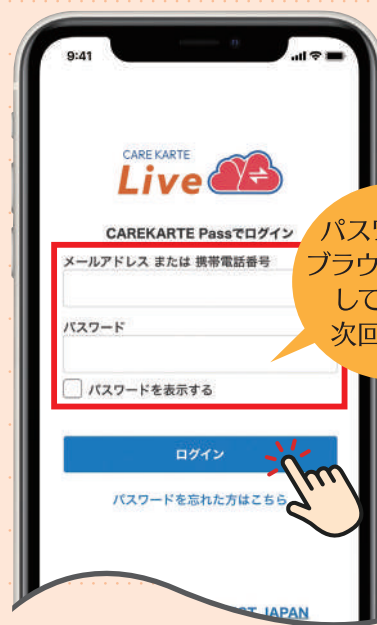 9:41
CARE KARTE
Live
CAREKARTE Passでログイン
メールアドレス または 携帯電話番号
パスワード
パスワードを表示する
ログイン
パスワードを忘れた方はこちら
JAPAN
ブラウ
して
次回